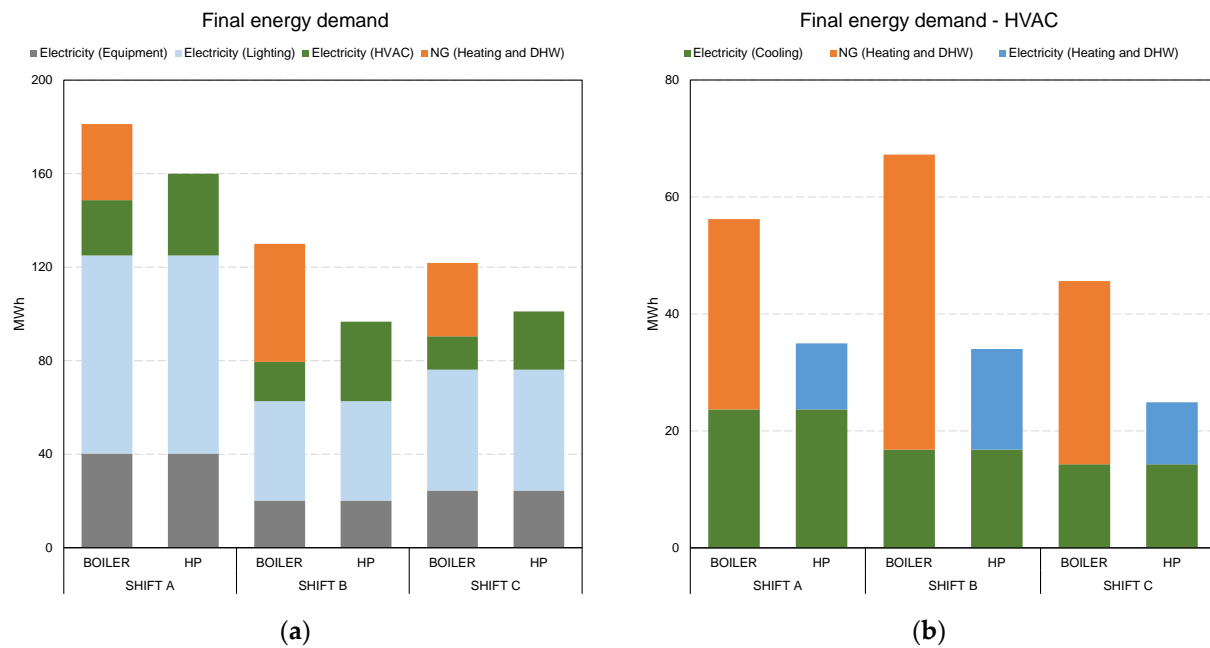 Final energy demand
Electricity (Equipment) Electricity (Lighting) Electricity (HVAC) NG (Heating and DHW)
200
160
120
80
40
0
MWh
BOILER HP BOILER HP BOILER HP
SHIFT A SHIFT B SHIFT C
(a)
Final energy demand - HVAC
Electricity (Cooling) NG (Heating and DHW) Electricity (Heating and DHW)
80
60
40
20
0
MWh
BOILER HP BOILER HP BOILER HP
SHIFT A SHIFT B SHIFT C
(b)